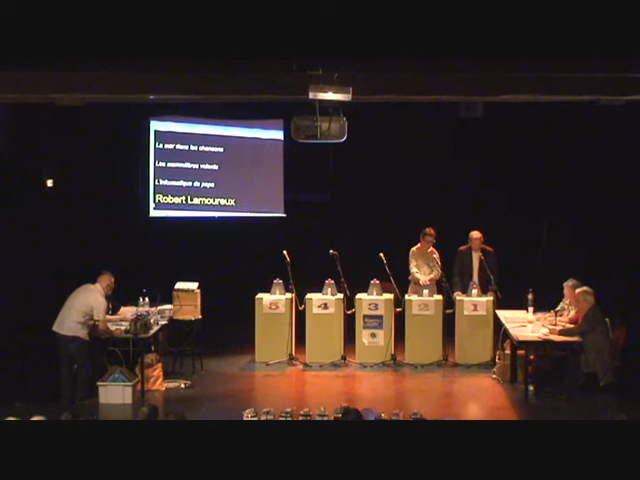 La mer dans les chansons
Les mammifères volants
L'informatique de papa
Robert Lamoureux
5
4
3
2
1